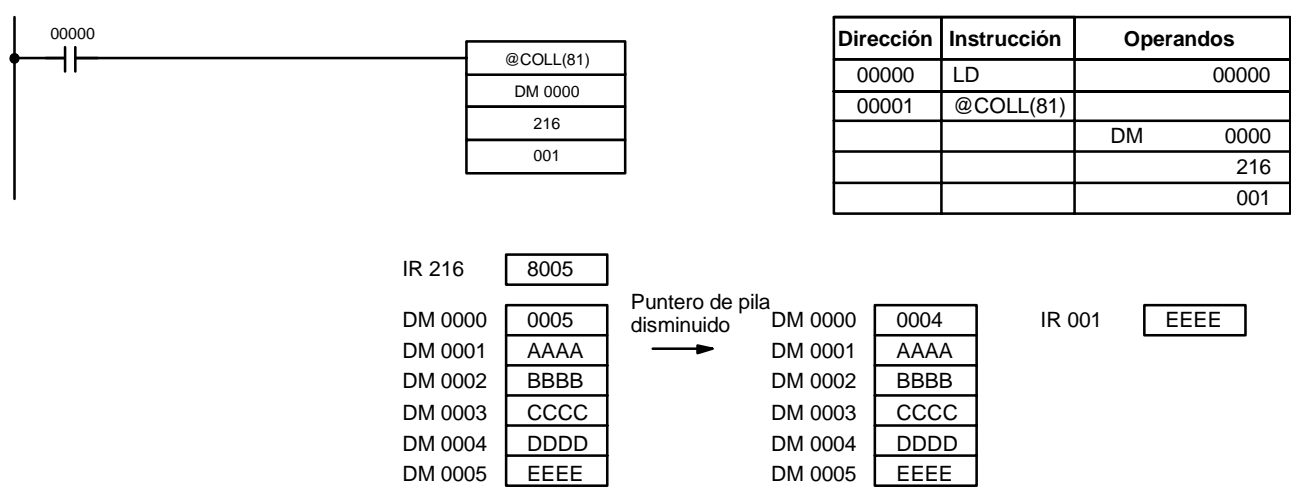 00000
@COLL(81)
DM 0000
216
001
Dirección Instrucción Operandos
00000 LD 00000
00001 @COLL(81)
DM 0000
216
001
IR 216 8005
Puntero de pila
disminuido
DM 0000 0005 DM 0000 0004 IR 001 EEEE
DM 0001 AAAA DM 0001 AAAA
DM 0002 BBBB DM 0002 BBBB
DM 0003 CCCC DM 0003 CCCC
DM 0004 DDDD DM 0004 DDDD
DM 0005 EEEE DM 0005 EEEE